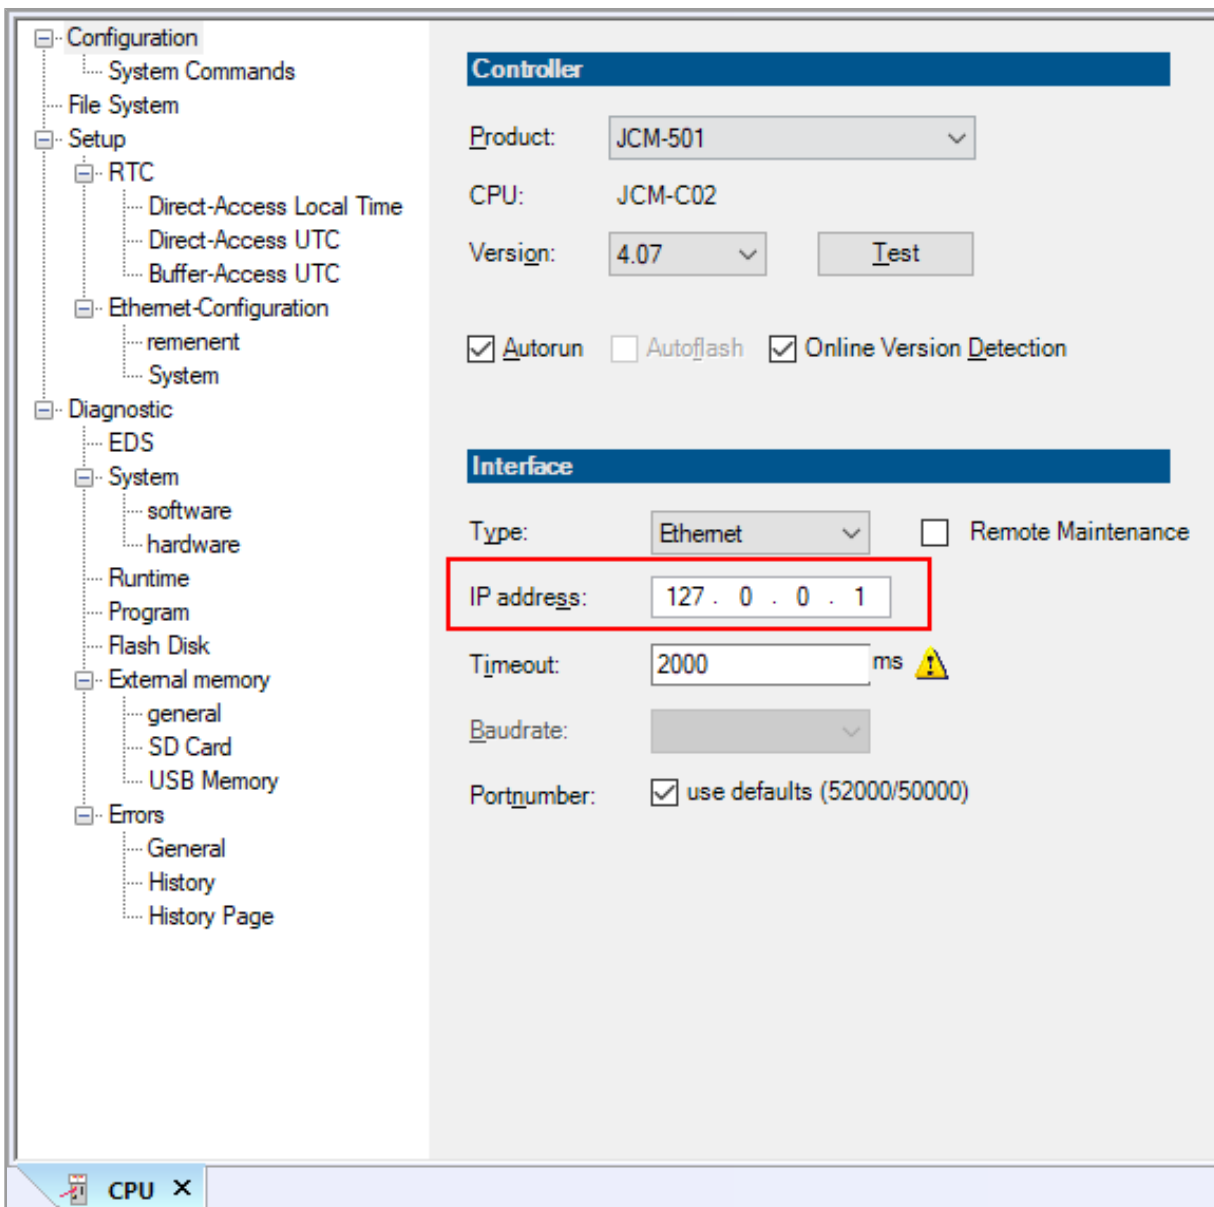 Configuration
System Commands
File System
Setup
RTC
Direct-Access Local Time
Direct-Access UTC
Buffer-Access UTC
Ethernet-Configuration
remenent
System
Diagnostic
EDS
System
software
hardware
Runtime
Program
Flash Disk
External memory
general
SD Card
USB Memory
Errors
General
History
History Page
Controller
Product: JCM-501
CPU: JCM-C02
Version: 4.07 Test
Autorun Autoflash Online Version Detection
Interface
Type: Ethernet Remote Maintenance
IP address: 127 . 0 . 0 . 1
Timeout: 2000 ms
Baudrate:
Portnumber: use defaults (52000/50000)
CPU